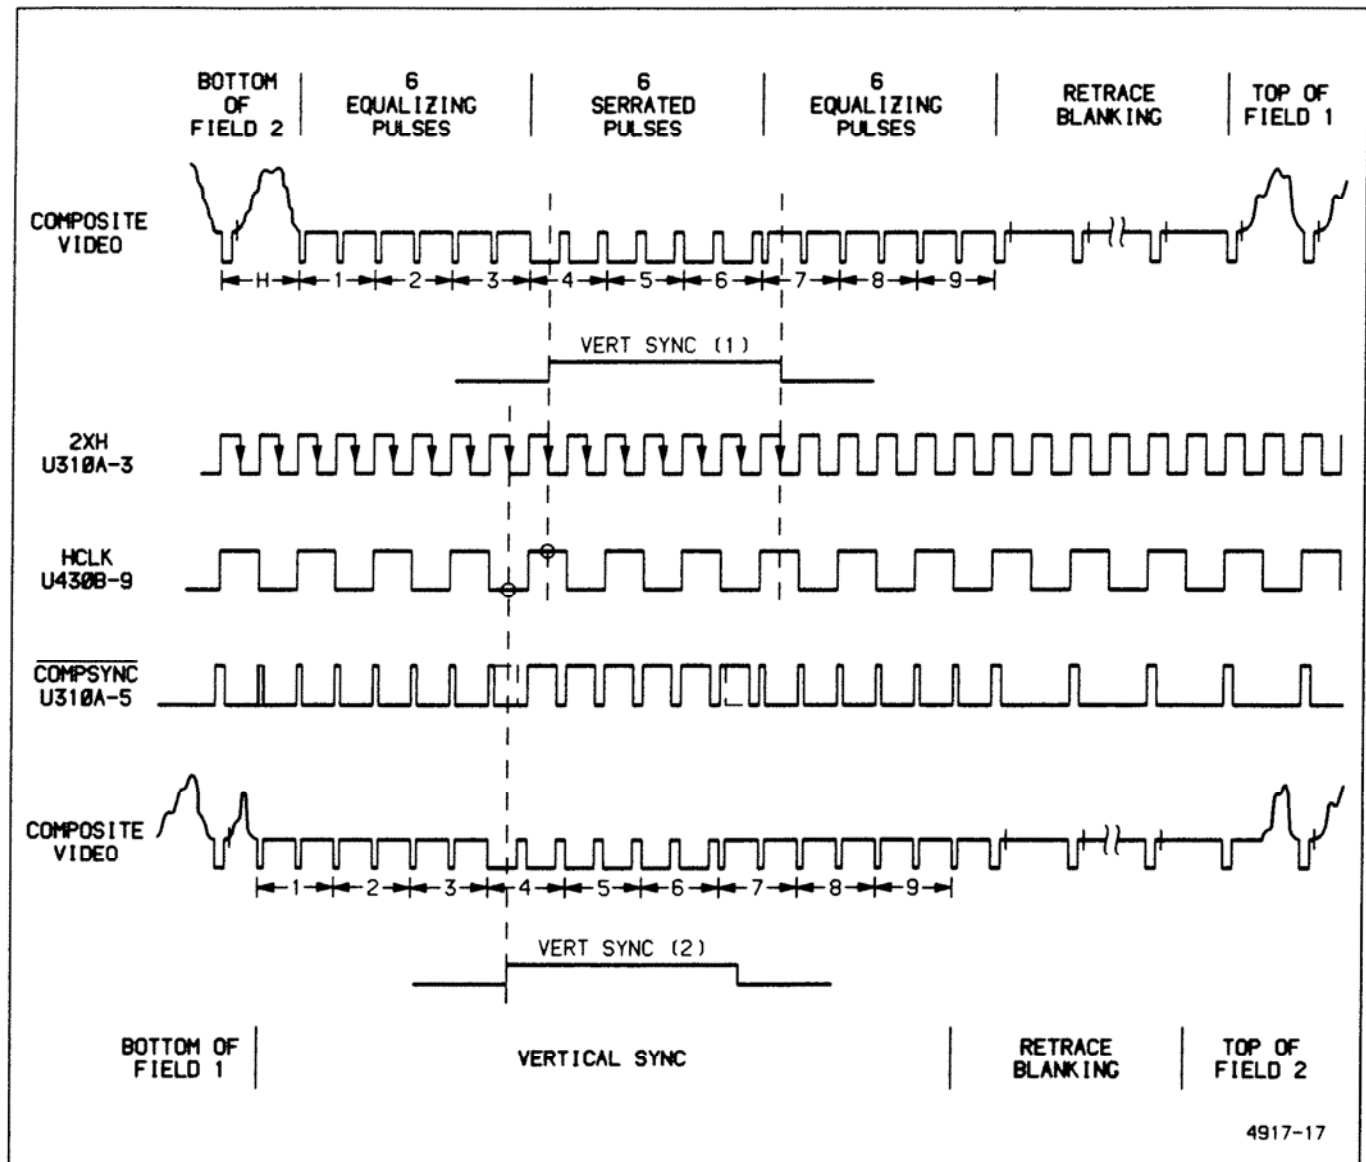 BOTTOM
OF
FIELD 2
6
EQUALIZING
PULSES
6
SERRATED
PULSES
6
EQUALIZING
PULSES
RETRACE
BLANKING
TOP OF
FIELD 1
COMPOSITE
VIDEO
H 1 2 3 4 5 6 7 8 9
VERT SYNC (1)
2XH
U310A-3
HCLK
U430B-9
COMPSYNC
U310A-5
COMPOSITE
VIDEO
1 2 3 4 5 6 7 8 9
VERT SYNC (2)
BOTTOM OF
FIELD 1
VERTICAL SYNC
RETRACE
BLANKING
TOP OF
FIELD 2
4917-17